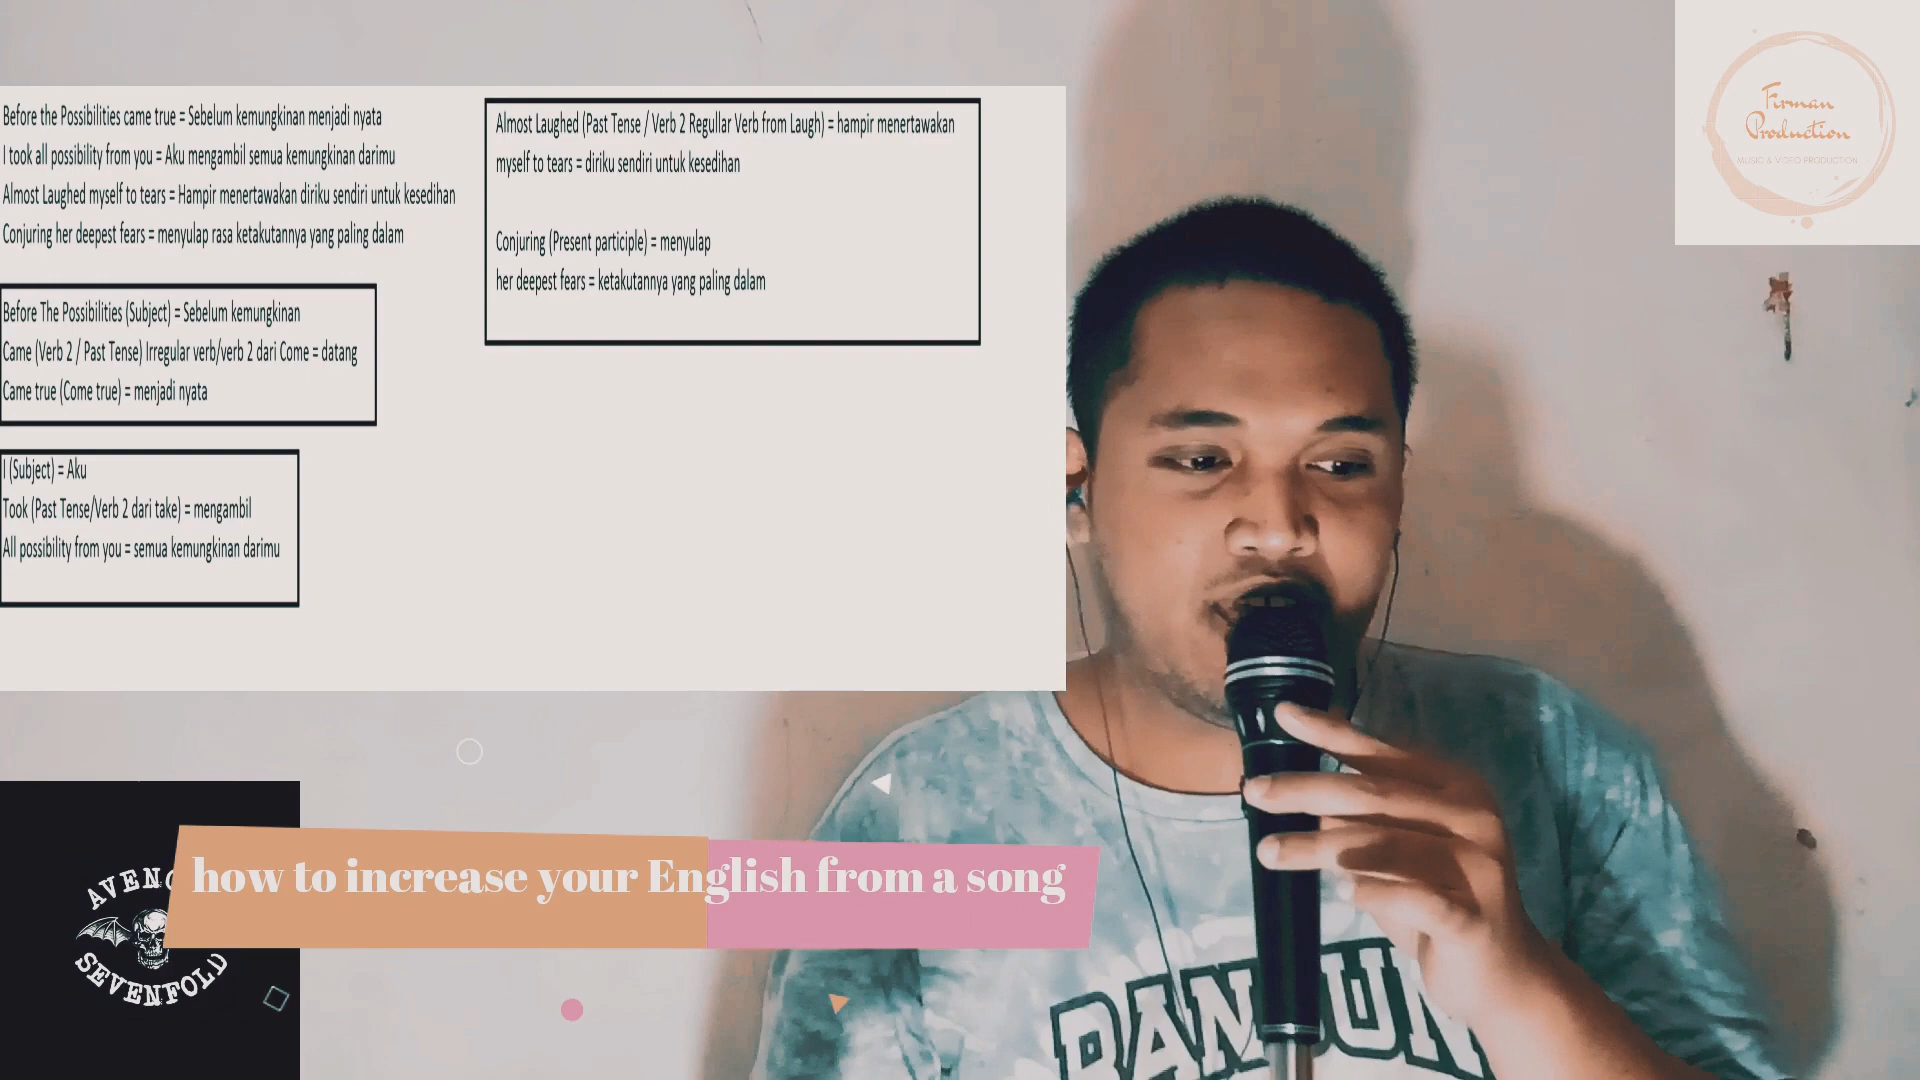 Before the Possibilities came true = Sebelum kemungkinan menjadi nyata
I took all possibility from you = Aku mengambil semua kemungkinan darimu
Almost Laughed myself to tears = Hampir menertawakan diriku sendiri untuk kesedihan
Conjuring her deepest fears = menyulap rasa ketakutannya yang paling dalam
Before The Possibilities (Subject) = Sebelum kemungkinan
Came (Verb 2 / Past Tense) Irregular verb/verb 2 dari Come = datang
Came true (Come true) = menjadi nyata
I (Subject) = Aku
Took (Past Tense/Verb 2 dari take) = mengambil
All possibility from you = semua kemungkinan darimu
Almost Laughed (Past Tense / Verb 2 Regullar Verb from Laugh) = hampir menertawakan
myself to tears = diriku sendiri untuk kesedihan
Conjuring (Present participle) = menyulap
her deepest fears = ketakutannya yang paling dalam
Firman
Production
MUSIC & VIDEO PRODUCTION
how to increase your English from a song
AVENG
SEVENFOLD